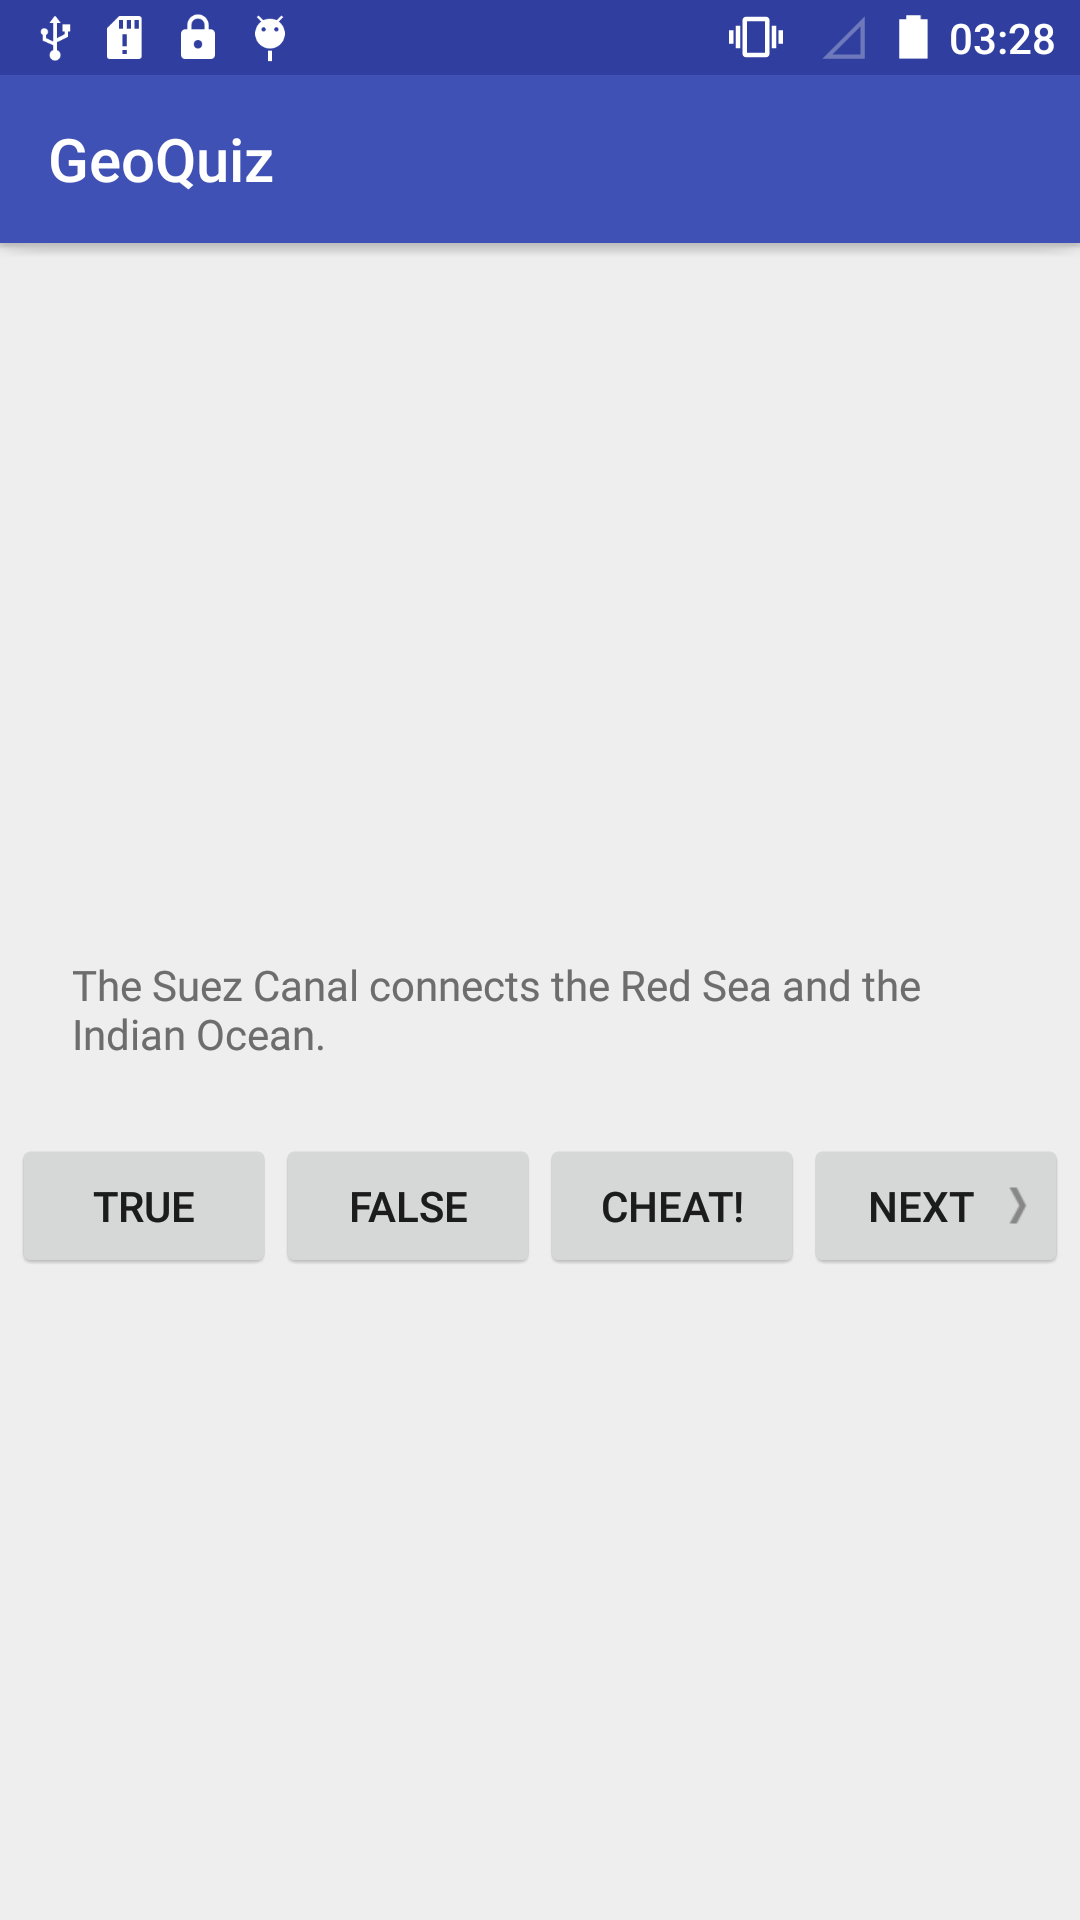 03:28
GeoQuiz
The Suez Canal connects the Red Sea and the
Indian Ocean.
TRUE FALSE CHEAT! NEXT